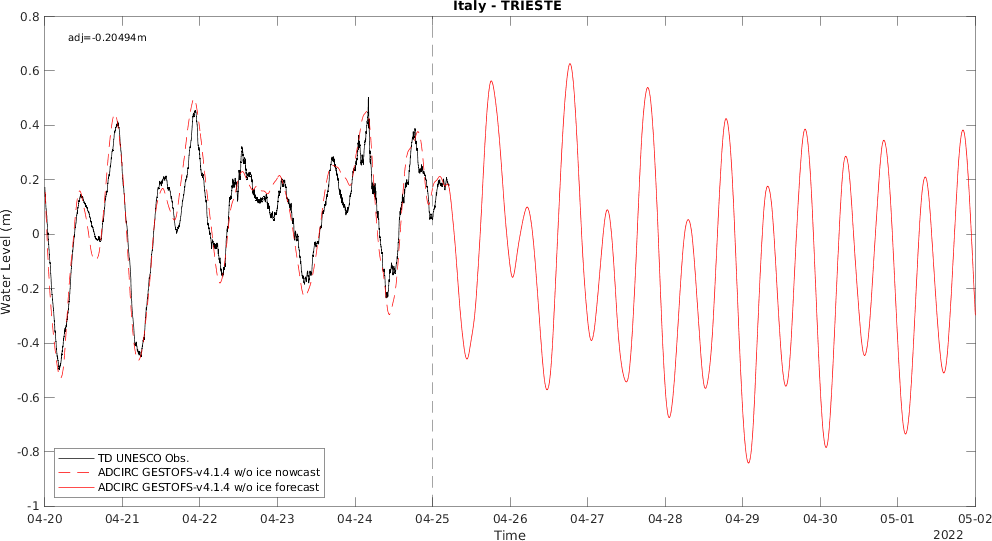 Italy - TRIESTE
adj=-0.20494m
0.8
0.6
0.4
0.2
0
-0.2
-0.4
-0.6
-0.8
-1
Water Level (m)
TD UNESCO Obs.
ADCIRC GESTOFS-v4.1.4 w/o ice nowcast
ADCIRC GESTOFS-v4.1.4 w/o ice forecast
04-20 04-21 04-22 04-23 04-24 04-25 04-26 04-27 04-28 04-29 04-30 05-01 05-02
Time
2022